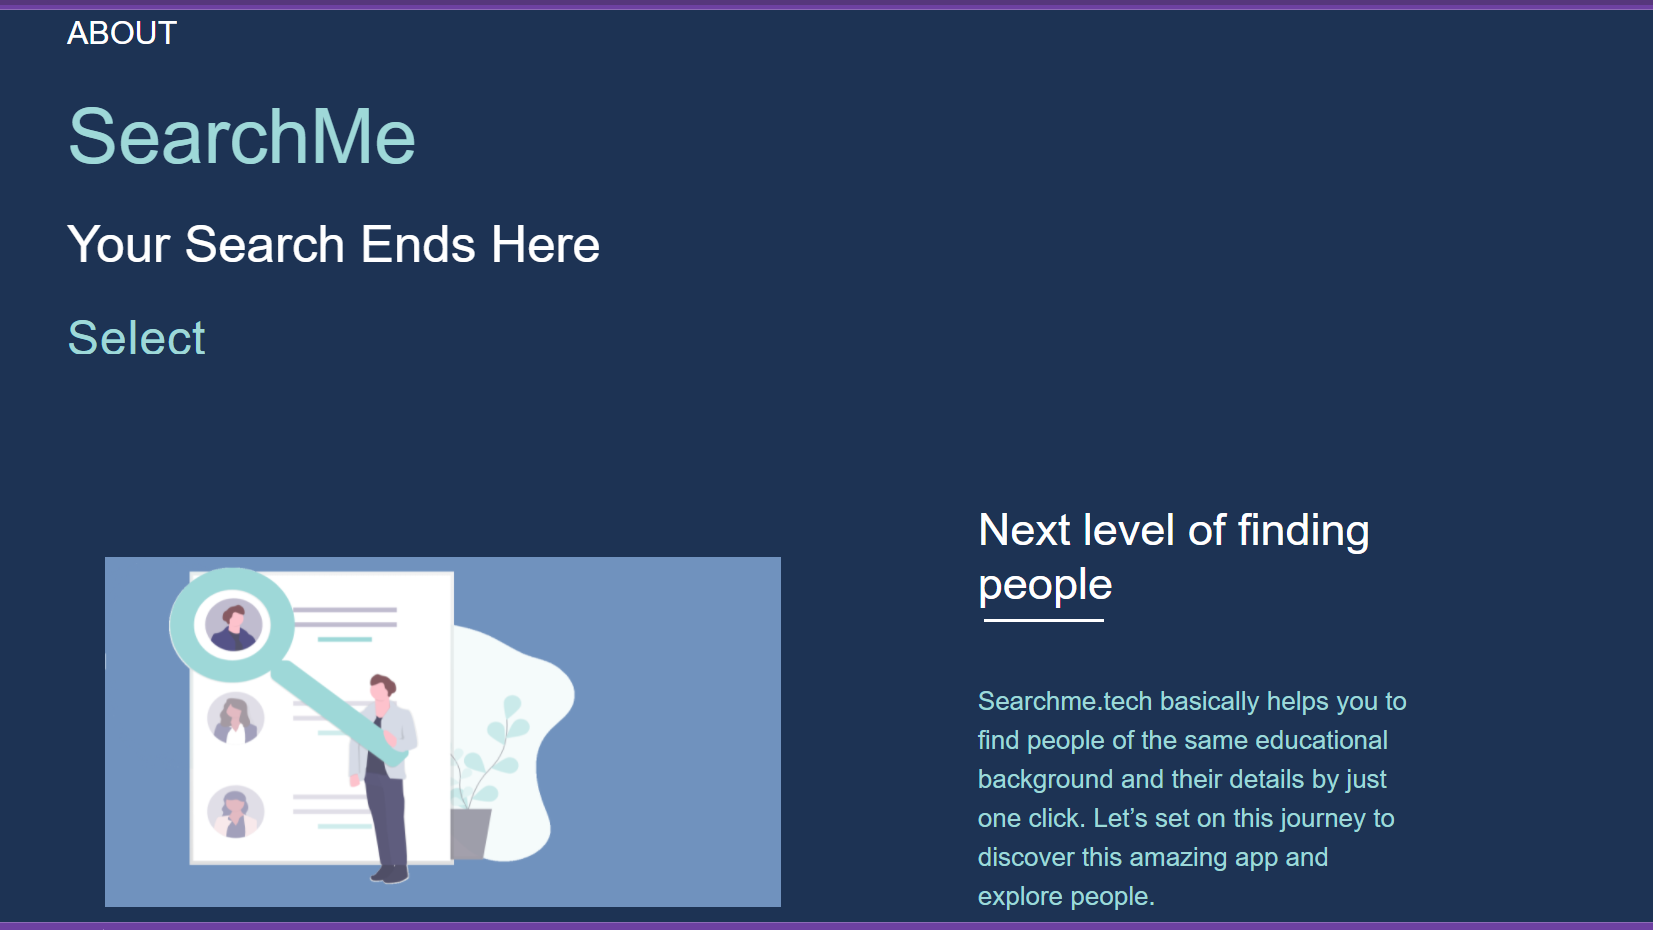 ABOUT
SearchMe
Your Search Ends Here
Select
Next level of finding
people
Searchme.tech basically helps you to
find people of the same educational
background and their details by just
one click. Let’s set on this journey to
discover this amazing app and
explore people.